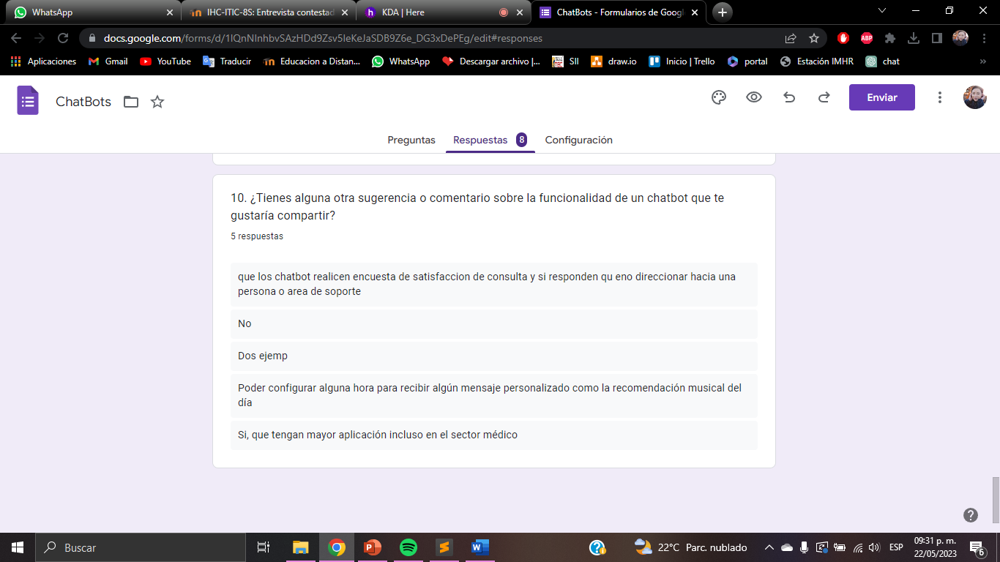 WhatsApp
IHC-ITIC-8S: Entrevista contestad
KDA | Here
ChatBots - Formularios de Googl
docs.google.com/forms/d/1IQnNInhbvSAzHDd9Zsv5IeKeJaSDB9Z6e_DG3xDePEg/edit#responses
ABP
Aplicaciones
Gmail
YouTube
Traducir
Educacion a Distan...
WhatsApp
Descargar archivo |...
SII
draw.io
Inicio | Trello
portal
Estación IMHR
chat
»
ChatBots
Enviar
Preguntas
Respuestas 8
Configuración
10. ¿Tienes alguna otra sugerencia o comentario sobre la funcionalidad de un chatbot que te
gustaría compartir?
5 respuestas
que los chatbot realicen encuesta de satisfaccion de consulta y si responden qu eno direccionar hacia una
persona o area de soporte
No
Dos ejemp
Poder configurar alguna hora para recibir algún mensaje personalizado como la recomendación musical del
día
Si, que tengan mayor aplicación incluso en el sector médico
Buscar
22°C Parc. nublado
ESP
09:31 p. m.
22/05/2023
6